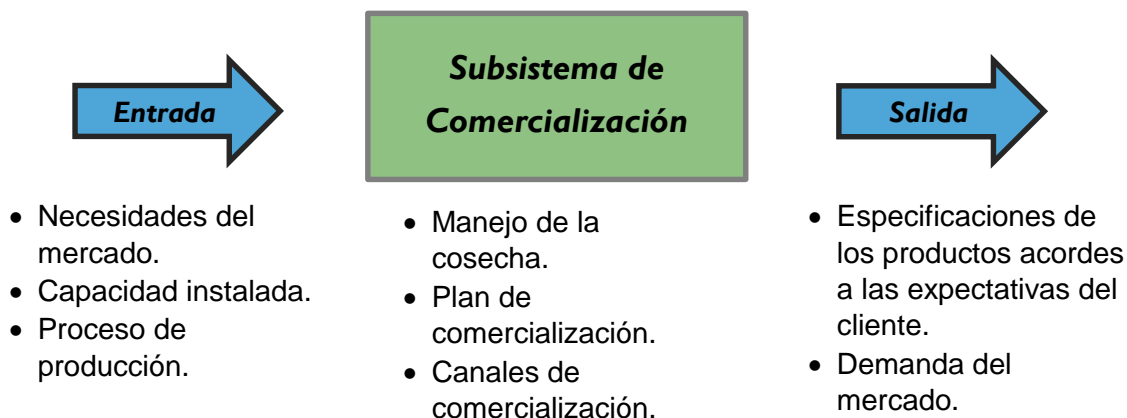 Entrada
Subsistema de
Comercialización
Salida
• Necesidades del
mercado.
• Capacidad instalada.
• Proceso de
producción.
• Manejo de la
cosecha.
• Plan de
comercialización.
• Canales de
comercialización.
• Especificaciones de
los productos acordes
a las expectativas del
cliente.
• Demanda del
mercado.